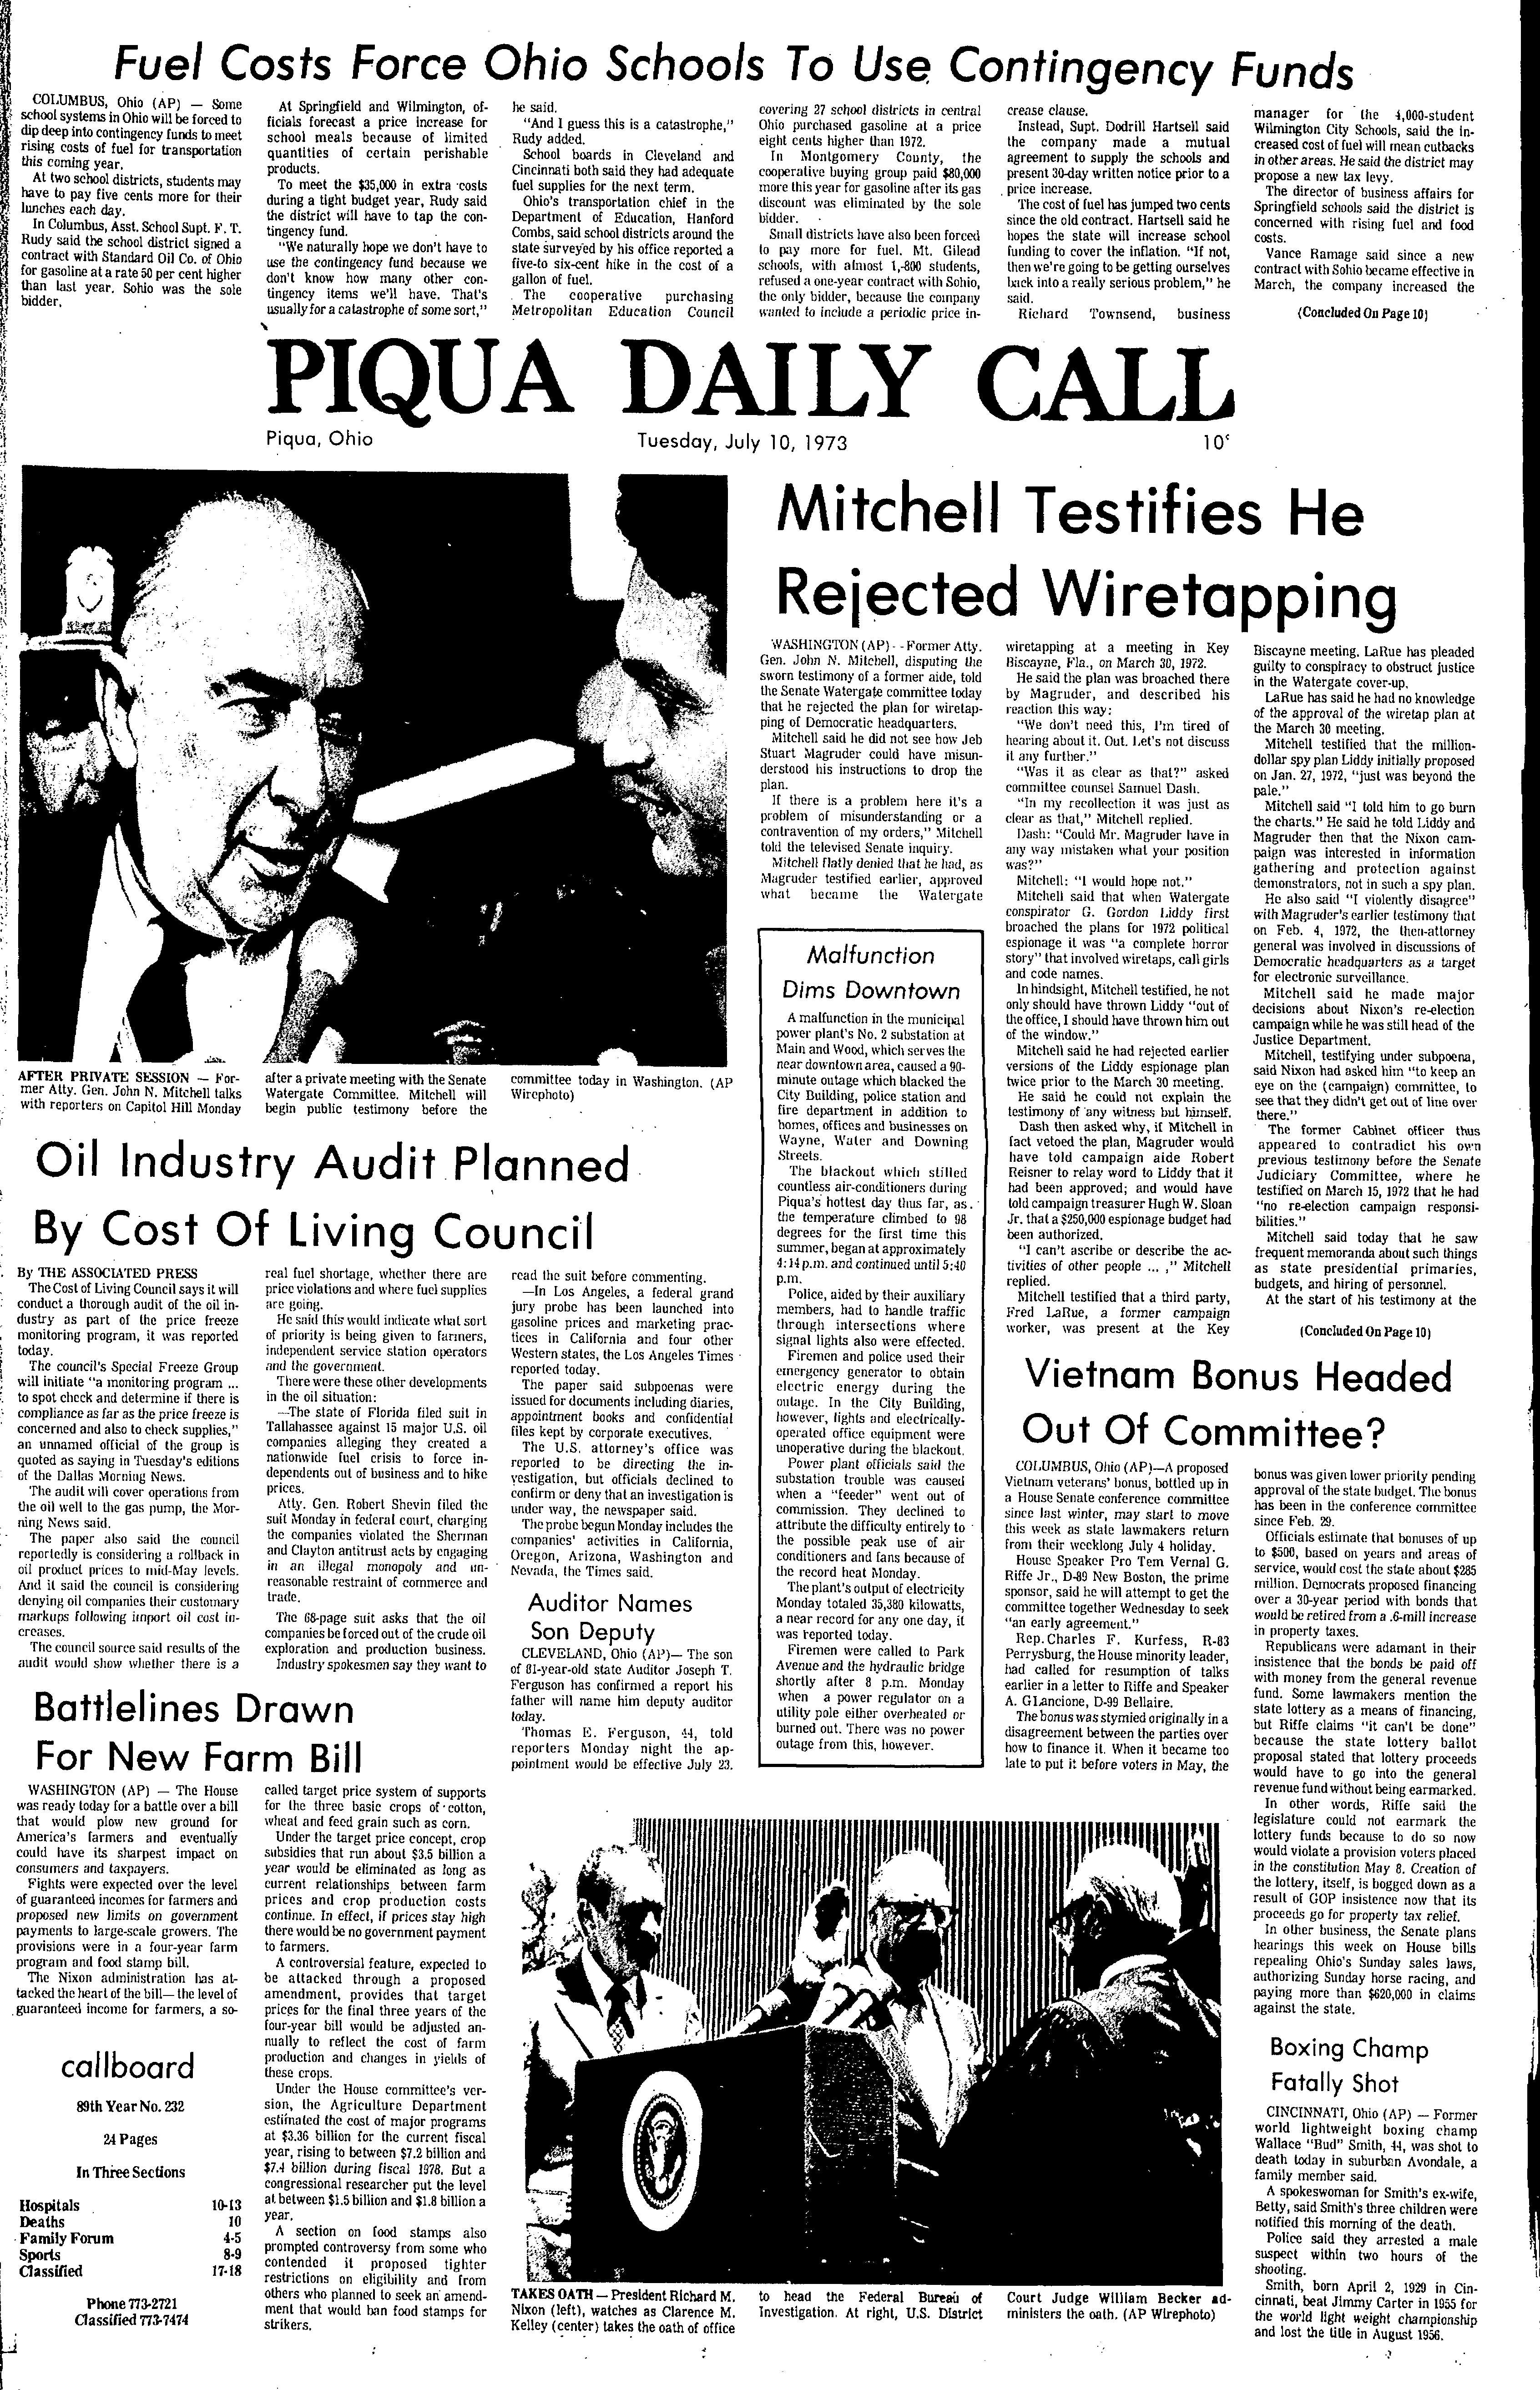 Fuel Costs Force Ohio Schools To Use Contingency Funds
COLUMBUS, Ohio (AP) — Some
school systems in Ohio will be forced to
dip deep into contingency funds to meet
rising costs of fuel for transportation
this coming year.
At two school districts, students may
have to pay five cents more for their
lunches each day.
In Columbus, Asst. School Supt. F. T.
Rudy said the school district signed a
contract with Standard Oil Co. of Ohio
for gasoline at a rate 50 per cent higher
than last year. Sohio was the sole
bidder.
At Springfield and Wilmington, of-
ficials forecast a price increase for
school meals because of limited
quantities of certain perishable
products.
To meet the $35,000 in extra costs
during a tight budget year, Rudy said
the district will have to tap the con-
tingency fund.
"We naturally hope we don't have to
use the contingency fund because we
don't know how many other con-
tingency items we'll have. That's
usually for a catastrophe of some sort,"
he said.
"And I guess this is a catastrophe,"
Rudy added.
School boards in Cleveland and
Cincinnati both said they had adequate
fuel supplies for the next term.
Ohio's transportation chief in the
Department of Education, Hanford
Combs, said school districts around the
state surveyed by his office reported a
five-to six-cent hike in the cost of a
gallon of fuel.
The cooperative purchasing
Metropolitan Education Council
covering 27 school districts in central
Ohio purchased gasoline at a price
eight cents higher than 1972.
In Montgomery County, the
cooperative buying group paid $80,000
more this year for gasoline after its gas
discount was eliminated by the sole
bidder.
Small districts have also been forced
to pay more for fuel. Mt. Gilead
schools, with almost 1,-800 students,
refused a one-year contract with Sohio,
the only bidder, because the company
wanted to include a periodic price in-
crease clause.
Instead, Supt. Dodrill Hartsell said
the company made a mutual
agreement to supply the schools and
present 30-day written notice prior to a
price increase.
The cost of fuel has jumped two cents
since the old contract. Hartsell said he
hopes the state will increase school
funding to cover the inflation. "If not,
then we're going to be getting ourselves
back into a really serious problem," he
said.
Richard Townsend, business
manager for the 4,000-student
Wilmington City Schools, said the in-
creased cost of fuel will mean cutbacks
in other areas. He said the district may
propose a new tax levy.
The director of business affairs for
Springfield schools said the district is
concerned with rising fuel and food
costs.
Vance Ramage said since a new
contract with Sohio became effective in
March, the company increased the
(Concluded On Page 10)
PIQUA DAILY CALL
Piqua, Ohio
Tuesday, July 10, 1973
10¢
AFTER PRIVATE SESSION — For-
mer Atty. Gen. John N. Mitchell talks
with reporters on Capitol Hill Monday
after a private meeting with the Senate
Watergate Committee. Mitchell will
begin public testimony before the
committee today in Washington. (AP
Wirephoto)
Mitchell Testifies He
Rejected Wiretapping
WASHINGTON (AP) - - Former Atty.
Gen. John N. Mitchell, disputing the
sworn testimony of a former aide, told
the Senate Watergate committee today
that he rejected the plan for wiretap-
ping of Democratic headquarters.
Mitchell said he did not see how Jeb
Stuart Magruder could have misun-
derstood his instructions to drop the
plan.
If there is a problem here it's a
problem of misunderstanding or a
contravention of my orders," Mitchell
told the televised Senate inquiry.
Mitchell flatly denied that he had, as
Magruder testified earlier, approved
what became the Watergate
wiretapping at a meeting in Key
Biscayne, Fla., on March 30, 1972.
He said the plan was broached there
by Magruder, and described his
reaction this way:
"We don't need this, I'm tired of
hearing about it. Out. Let's not discuss
it any further."
"Was it as clear as that?" asked
committee counsel Samuel Dash.
"In my recollection it was just as
clear as that," Mitchell replied.
Dash: "Could Mr. Magruder have in
any way mistaken what your position
was?"
Mitchell: "I would hope not."
Mitchell said that when Watergate
conspirator G. Gordon Liddy first
broached the plans for 1972 political
espionage it was "a complete horror
story" that involved wiretaps, call girls
and code names.
In hindsight, Mitchell testified, he not
only should have thrown Liddy "out of
the office, I should have thrown him out
of the window."
Mitchell said he had rejected earlier
versions of the Liddy espionage plan
twice prior to the March 30 meeting.
He said he could not explain the
testimony of any witness but himself.
Dash then asked why, if Mitchell in
fact vetoed the plan, Magruder would
have told campaign aide Robert
Reisner to relay word to Liddy that it
had been approved; and would have
told campaign treasurer Hugh W. Sloan
Jr. that a $250,000 espionage budget had
been authorized.
"I can't ascribe or describe the ac-
tivities of other people ... ," Mitchell
replied.
Mitchell testified that a third party,
Fred LaRue, a former campaign
worker, was present at the Key
Biscayne meeting. LaRue has pleaded
guilty to conspiracy to obstruct justice
in the Watergate cover-up.
LaRue has said he had no knowledge
of the approval of the wiretap plan at
the March 30 meeting.
Mitchell testified that the million-
dollar spy plan Liddy initially proposed
on Jan. 27, 1972, "just was beyond the
pale."
Mitchell said "I told him to go burn
the charts." He said he told Liddy and
Magruder then that the Nixon cam-
paign was interested in information
gathering and protection against
demonstrators, not in such a spy plan.
He also said "I violently disagree"
with Magruder's earlier testimony that
on Feb. 4, 1972, the then-attorney
general was involved in discussions of
Democratic headquarters as a target
for electronic surveillance.
Mitchell said he made major
decisions about Nixon's re-election
campaign while he was still head of the
Justice Department.
Mitchell, testifying under subpoena,
said Nixon had asked him "to keep an
eye on the (campaign) committee, to
see that they didn't get out of line over
there."
The former Cabinet officer thus
appeared to contradict his own
previous testimony before the Senate
Judiciary Committee, where he
testified on March 15, 1972 that he had
"no re-election campaign responsi-
bilities."
Mitchell said today that he saw
frequent memoranda about such things
as state presidential primaries,
budgets, and hiring of personnel.
At the start of his testimony at the
(Concluded On Page 10)
Malfunction
Dims Downtown
A malfunction in the municipal
power plant's No. 2 substation at
Main and Wood, which serves the
near downtown area, caused a 90-
minute outage which blacked the
City Building, police station and
fire department in addition to
homes, offices and businesses on
Wayne, Water and Downing
Streets.
The blackout which stilled
countless air-conditioners during
Piqua's hottest day thus far, as
the temperature climbed to 98
degrees for the first time this
summer, began at approximately
4:14 p.m. and continued until 5:40
p.m.
Police, aided by their auxiliary
members, had to handle traffic
through intersections where
signal lights also were effected.
Firemen and police used their
emergency generator to obtain
electric energy during the
outage. In the City Building,
however, lights and electrically-
operated office equipment were
unoperative during the blackout.
Power plant officials said the
substation trouble was caused
when a "feeder" went out of
commission. They declined to
attribute the difficulty entirely to
the possible peak use of air
conditioners and fans because of
the record heat Monday.
The plant's output of electricity
Monday totaled 35,380 kilowatts,
a near record for any one day, it
was reported today.
Firemen were called to Park
Avenue and the hydraulic bridge
shortly after 8 p.m. Monday
when a power regulator on a
utility pole either overheated or
burned out. There was no power
outage from this, however.
Oil Industry Audit Planned
By Cost Of Living Council
By THE ASSOCIATED PRESS
The Cost of Living Council says it will
conduct a thorough audit of the oil in-
dustry as part of the price freeze
monitoring program, it was reported
today.
The council's Special Freeze Group
will initiate "a monitoring program ...
to spot check and determine if there is
compliance as far as the price freeze is
concerned and also to check supplies,"
an unnamed official of the group is
quoted as saying in Tuesday's editions
of the Dallas Morning News.
The audit will cover operations from
the oil well to the gas pump, the Mor-
ning News said.
The paper also said the council
reportedly is considering a rollback in
oil product prices to mid-May levels.
And it said the council is considering
denying oil companies their customary
markups following import oil cost in-
creases.
The council source said results of the
audit would show whether there is a
real fuel shortage, whether there are
price violations and where fuel supplies
are going.
He said this would indicate what sort
of priority is being given to farmers,
independent service station operators
and the government.
There were these other developments
in the oil situation:
—The state of Florida filed suit in
Tallahassee against 15 major U.S. oil
companies alleging they created a
nationwide fuel crisis to force in-
dependents out of business and to hike
prices.
Atty. Gen. Robert Shevin filed the
suit Monday in federal court, charging
the companies violated the Sherman
and Clayton antitrust acts by engaging
in an illegal monopoly and un-
reasonable restraint of commerce and
trade.
The 68-page suit asks that the oil
companies be forced out of the crude oil
exploration and production business.
Industry spokesmen say they want to
read the suit before commenting.
—In Los Angeles, a federal grand
jury probe has been launched into
gasoline prices and marketing prac-
tices in California and four other
Western states, the Los Angeles Times
reported today.
The paper said subpoenas were
issued for documents including diaries,
appointment books and confidential
files kept by corporate executives.
The U.S. attorney's office was
reported to be directing the in-
vestigation, but officials declined to
confirm or deny that an investigation is
under way, the newspaper said.
The probe begun Monday includes the
companies' activities in California,
Oregon, Arizona, Washington and
Nevada, the Times said.
Auditor Names
Son Deputy
CLEVELAND, Ohio (AP)— The son
of 81-year-old state Auditor Joseph T.
Ferguson has confirmed a report his
father will name him deputy auditor
today.
Thomas E. Ferguson, 44, told
reporters Monday night the ap-
pointment would be effective July 23.
Vietnam Bonus Headed
Out Of Committee?
COLUMBUS, Ohio (AP)—A proposed
Vietnam veterans' bonus, bottled up in
a House Senate conference committee
since last winter, may start to move
this week as state lawmakers return
from their weeklong July 4 holiday.
House Speaker Pro Tem Vernal G.
Riffe Jr., D-89 New Boston, the prime
sponsor, said he will attempt to get the
committee together Wednesday to seek
"an early agreement."
Rep. Charles F. Kurfess, R-83
Perrysburg, the House minority leader,
had called for resumption of talks
earlier in a letter to Riffe and Speaker
A. G Lancione, D-99 Bellaire.
The bonus was stymied originally in a
disagreement between the parties over
how to finance it. When it became too
late to put it before voters in May, the
bonus was given lower priority pending
approval of the state budget. The bonus
has been in the conference committee
since Feb. 29.
Officials estimate that bonuses of up
to $500, based on years and areas of
service, would cost the state about $285
million. Democrats proposed financing
over a 30-year period with bonds that
would be retired from a .6-mill increase
in property taxes.
Republicans were adamant in their
insistence that the bonds be paid off
with money from the general revenue
fund. Some lawmakers mention the
state lottery as a means of financing,
but Riffe claims "it can't be done"
because the state lottery ballot
proposal stated that lottery proceeds
would have to go into the general
revenue fund without being earmarked.
In other words, Riffe said the
legislature could not earmark the
lottery funds because to do so now
would violate a provision voters placed
in the constitution May 8. Creation of
the lottery, itself, is bogged down as a
result of GOP insistence now that its
proceeds go for property tax relief.
In other business, the Senate plans
hearings this week on House bills
repealing Ohio's Sunday sales laws,
authorizing Sunday horse racing, and
paying more than $620,000 in claims
against the state.
Battlelines Drawn
For New Farm Bill
WASHINGTON (AP) — The House
was ready today for a battle over a bill
that would plow new ground for
America's farmers and eventually
could have its sharpest impact on
consumers and taxpayers.
Fights were expected over the level
of guaranteed incomes for farmers and
proposed new limits on government
payments to large-scale growers. The
provisions were in a four-year farm
program and food stamp bill.
The Nixon administration has at-
tacked the heart of the bill— the level of
guaranteed income for farmers, a so-
called target price system of supports
for the three basic crops of cotton,
wheat and feed grain such as corn.
Under the target price concept, crop
subsidies that run about $3.5 billion a
year would be eliminated as long as
current relationships between farm
prices and crop production costs
continue. In effect, if prices stay high
there would be no government payment
to farmers.
A controversial feature, expected to
be attacked through a proposed
amendment, provides that target
prices for the final three years of the
four-year bill would be adjusted an-
nually to reflect the cost of farm
production and changes in yields of
these crops.
Under the House committee's ver-
sion, the Agriculture Department
estimated the cost of major programs
at $3.36 billion for the current fiscal
year, rising to between $7.2 billion and
$7.4 billion during fiscal 1978. But a
congressional researcher put the level
at between $1.5 billion and $1.8 billion a
year.
A section on food stamps also
prompted controversy from some who
contended it proposed tighter
restrictions on eligibility and from
others who planned to seek an amend-
ment that would ban food stamps for
strikers.
callboard
89th Year No. 232
24 Pages
In Three Sections
Hospitals 10-13
Deaths 10
Family Forum 4-5
Sports 8-9
Classified 17-18
Phone 773-2721
Classified 773-7474
TAKES OATH — President Richard M.
Nixon (left), watches as Clarence M.
Kelley (center) takes the oath of office
to head the Federal Bureau of
Investigation. At right, U.S. District
Court Judge William Becker ad-
ministers the oath. (AP Wirephoto)
Boxing Champ
Fatally Shot
CINCINNATI, Ohio (AP) — Former
world lightweight boxing champ
Wallace "Bud" Smith, 44, was shot to
death today in suburban Avondale, a
family member said.
A spokeswoman for Smith's ex-wife,
Betty, said Smith's three children were
notified this morning of the death.
Police said they arrested a male
suspect within two hours of the
shooting.
Smith, born April 2, 1929 in Cin-
cinnati, beat Jimmy Carter in 1955 for
the world light weight championship
and lost the title in August 1956.